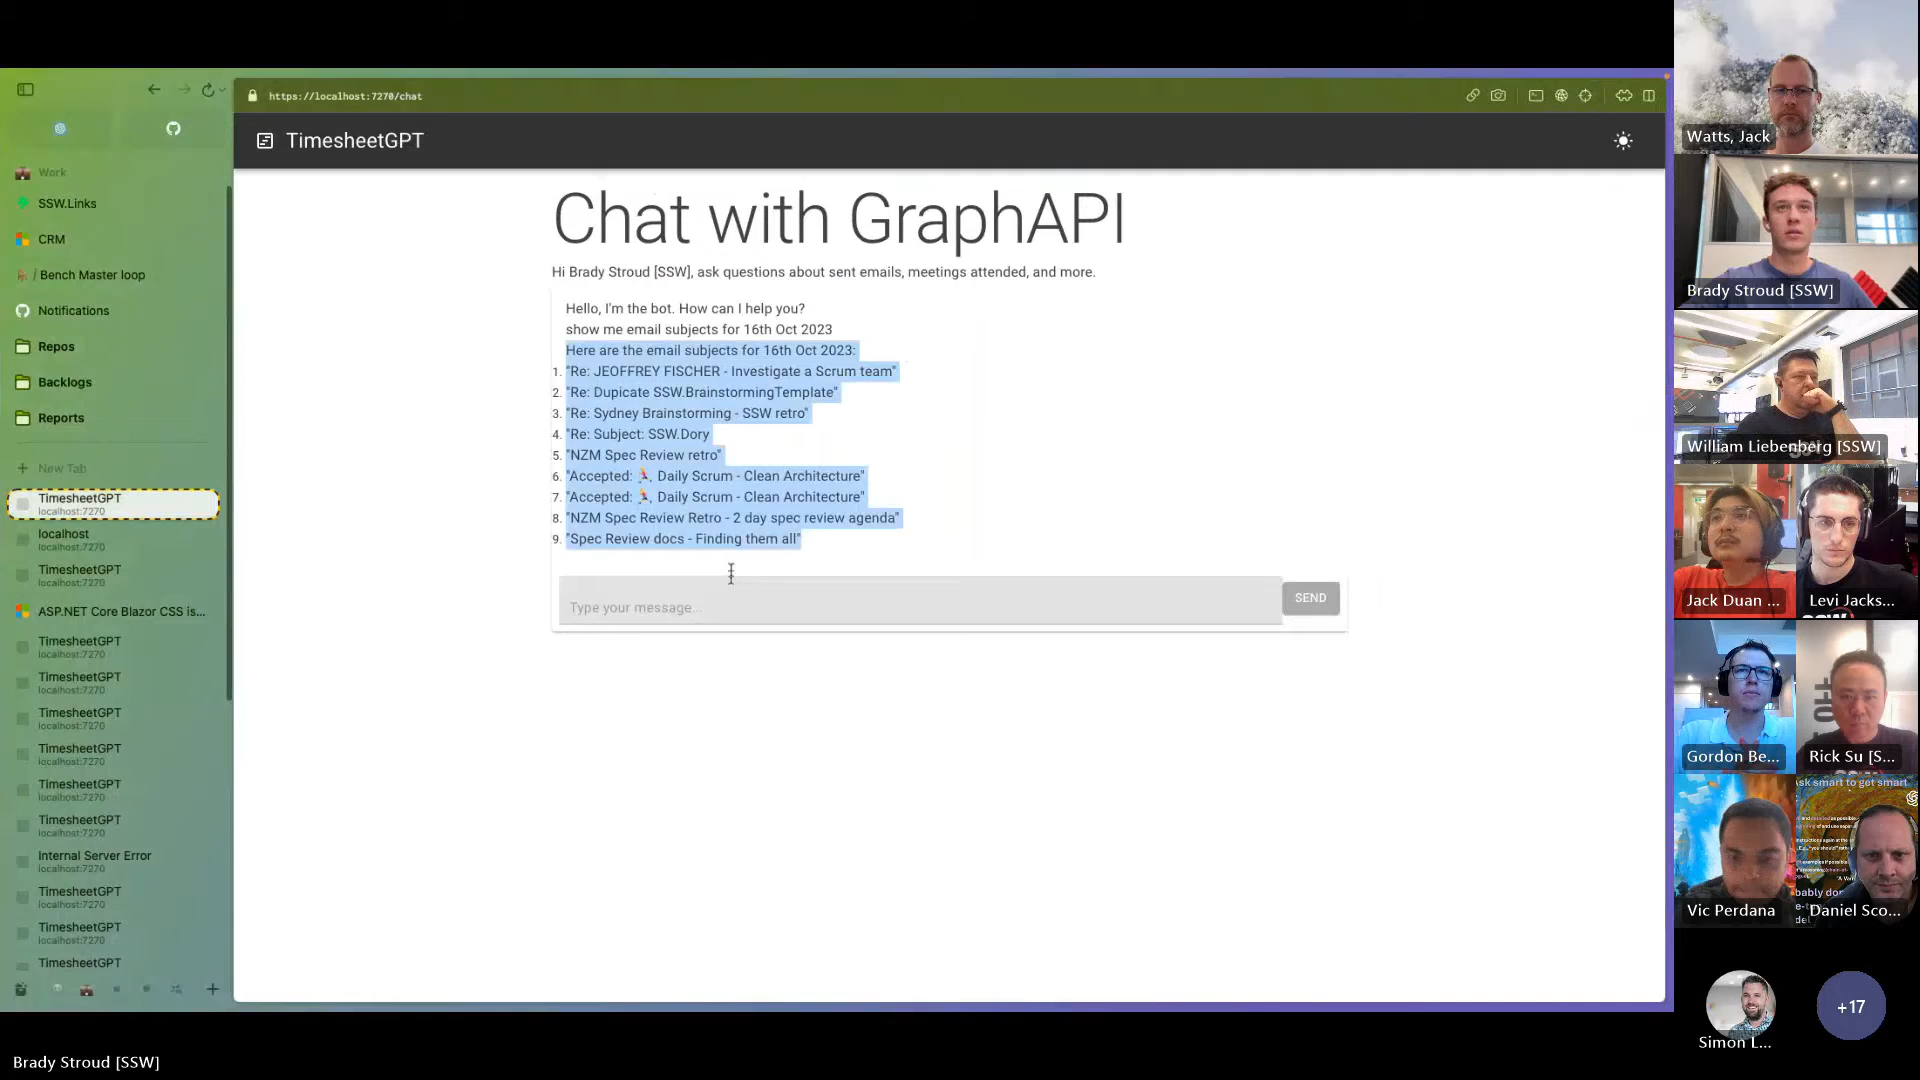 https://localhost:7270/chat
TimesheetGPT
Work
SSW.Links
CRM
/ Bench Master loop
Notifications
Repos
Backlogs
Reports
New Tab
TimesheetGPT
localhost:7270
localhost
localhost:7270
TimesheetGPT
localhost:7270
ASP.NET Core Blazor CSS is...
TimesheetGPT
localhost:7270
TimesheetGPT
localhost:7270
TimesheetGPT
localhost:7270
TimesheetGPT
localhost:7270
TimesheetGPT
localhost:7270
TimesheetGPT
localhost:7270
Internal Server Error
localhost:7270
TimesheetGPT
localhost:7270
TimesheetGPT
localhost:7270
TimesheetGPT
Chat with GraphAPI
Hi Brady Stroud [SSW], ask questions about sent emails, meetings attended, and more.
Hello, I'm the bot. How can I help you?
show me email subjects for 16th Oct 2023
Here are the email subjects for 16th Oct 2023:
1. "Re: JEOFFREY FISCHER - Investigate a Scrum team"
2. "Re: Dupicate SSW.BrainstormingTemplate"
3. "Re: Sydney Brainstorming - SSW retro"
4. "Re: Subject: SSW.Dory
5. "NZM Spec Review retro"
6. "Accepted: 🏃 Daily Scrum - Clean Architecture"
7. "Accepted: 🏃 Daily Scrum - Clean Architecture"
8. "NZM Spec Review Retro - 2 day spec review agenda"
9. "Spec Review docs - Finding them all"
Type your message...
SEND
Watts, Jack
Brady Stroud [SSW]
William Liebenberg [SSW]
Jack Duan ...
Levi Jacks...
Gordon Be...
Rick Su [S...
Ask smart to get smart
Vic Perdana
Daniel Sco...
Simon L...
+17
Brady Stroud [SSW]